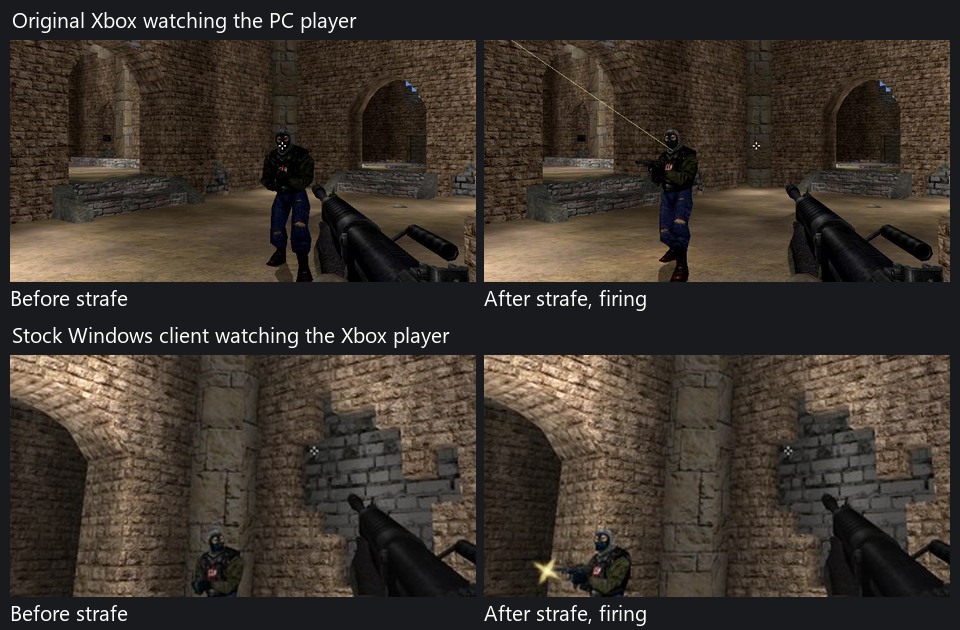 Original Xbox watching the PC player
Before strafe
After strafe, firing
Stock Windows client watching the Xbox player
Before strafe
After strafe, firing